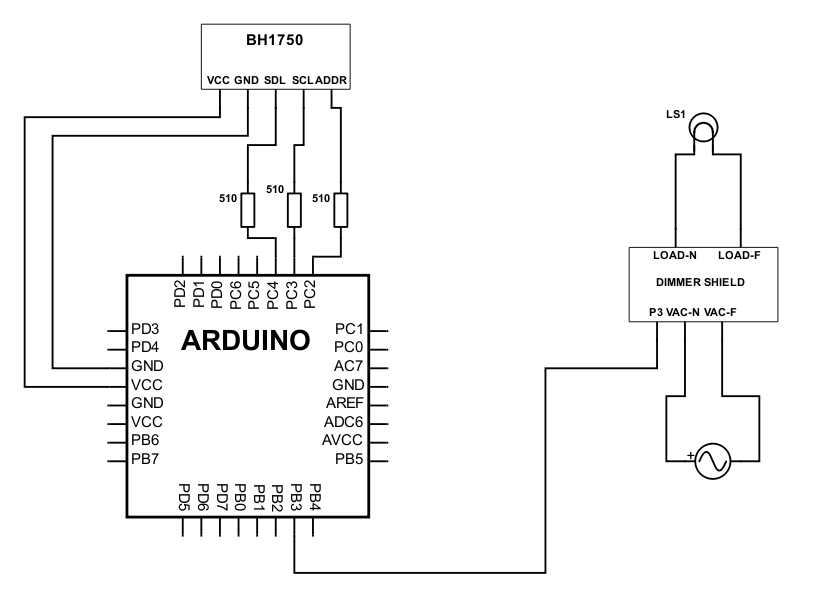 BH1750
VCC GND SDL SCL ADDR
LS1
510
510
510
LOAD-N LOAD-F
DIMMER SHIELD
P3 VAC-N VAC-F
PD2
PD1
PD0
PC6
PC5
PC4
PC3
PC2
ARDUINO
PD3
PD4
GND
VCC
GND
VCC
PB6
PB7
PC1
PC0
AC7
GND
AREF
ADC6
AVCC
PB5
+
PD5
PD6
PD7
PB0
PB1
PB2
PB3
PB4